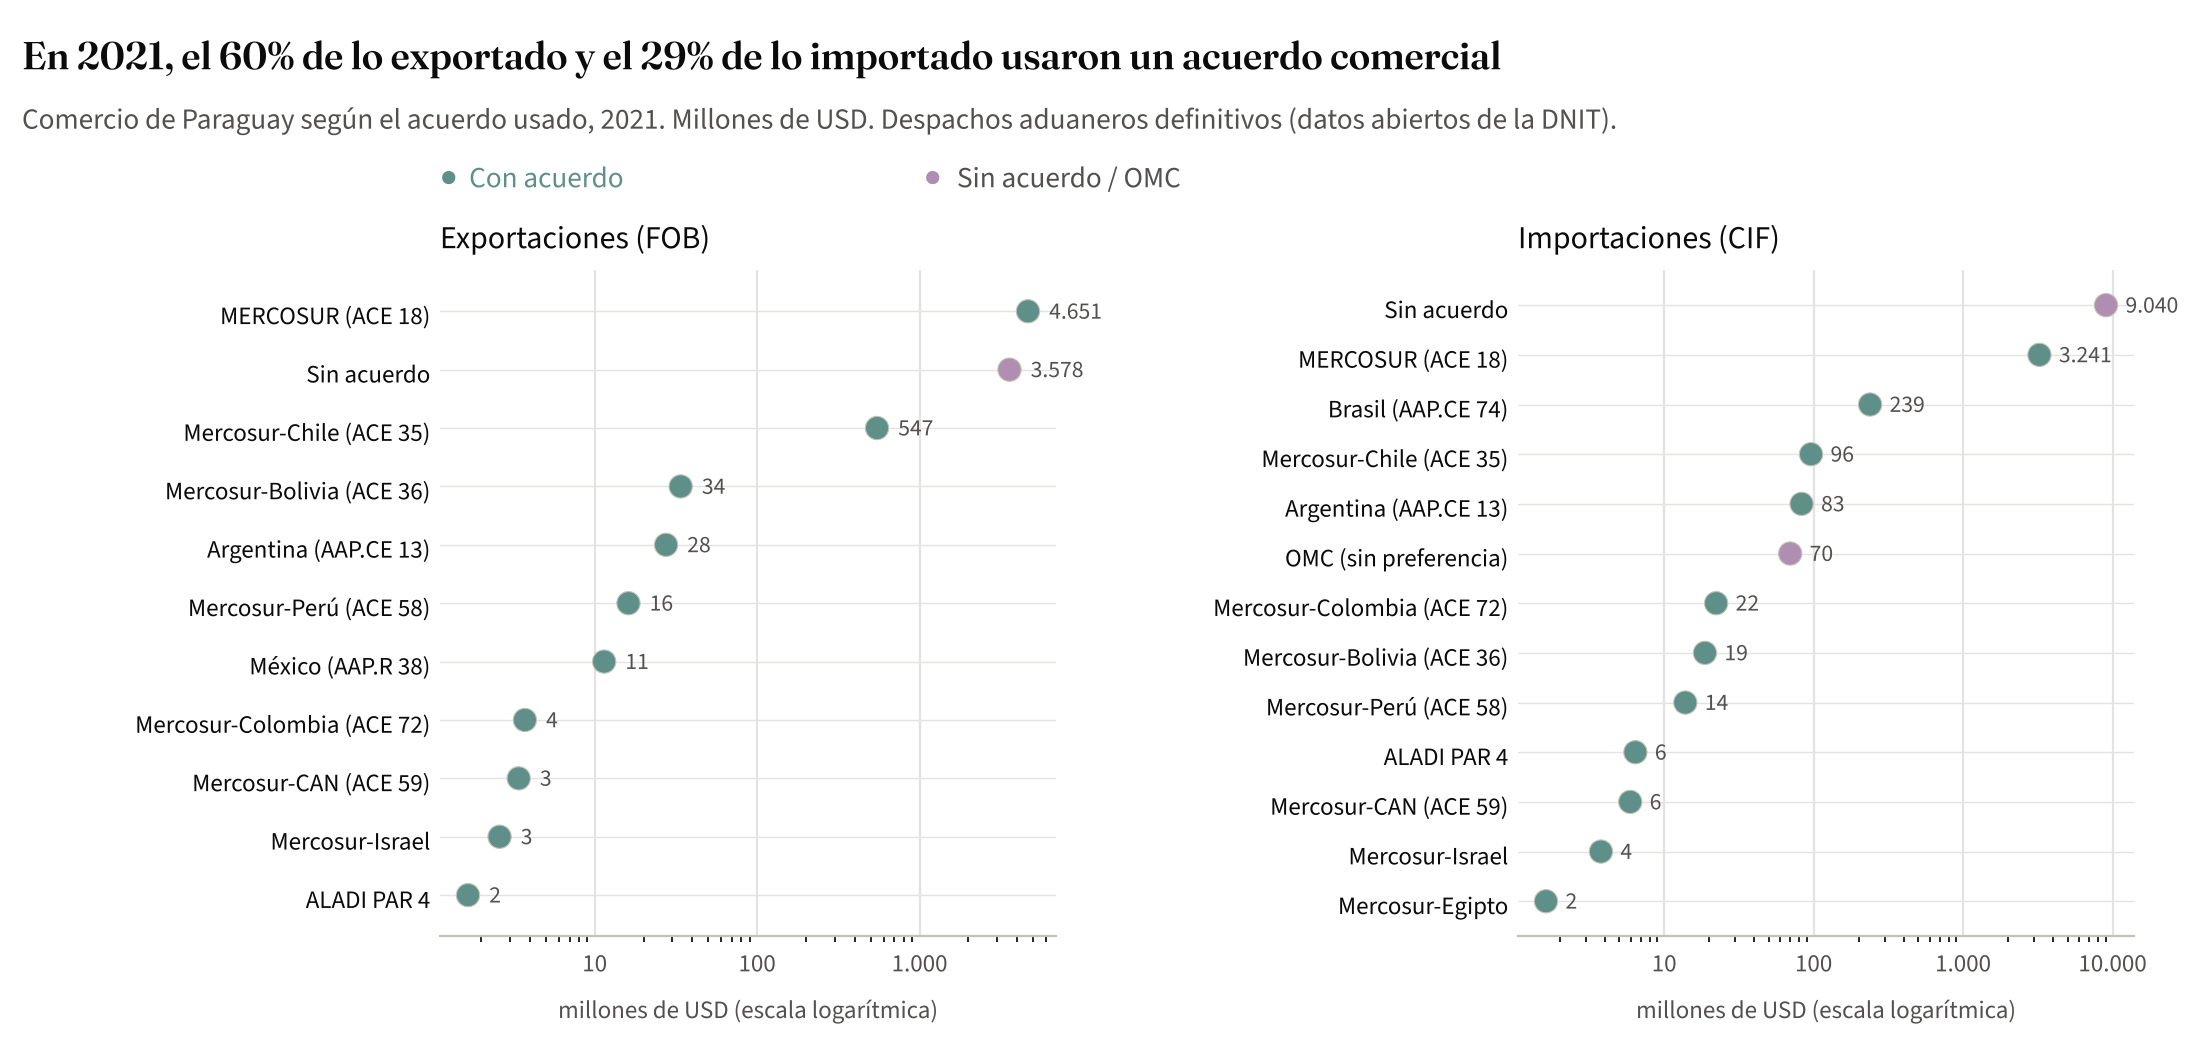 En 2021, el 60% de lo exportado y el 29% de lo importado usaron un acuerdo comercial
Comercio de Paraguay según el acuerdo usado, 2021. Millones de USD. Despachos aduaneros definitivos (datos abiertos de la DNIT).
Con acuerdo
Sin acuerdo / OMC
Exportaciones (FOB)
MERCOSUR (ACE 18) 4.651
Sin acuerdo 3.578
Mercosur-Chile (ACE 35) 547
Mercosur-Bolivia (ACE 36) 34
Argentina (AAP.CE 13) 28
Mercosur-Perú (ACE 58) 16
México (AAP.R 38) 11
Mercosur-Colombia (ACE 72) 4
Mercosur-CAN (ACE 59) 3
Mercosur-Israel 3
ALADI PAR 4 2
10 100 1.000
millones de USD (escala logarítmica)
Importaciones (CIF)
Sin acuerdo 9.040
MERCOSUR (ACE 18) 3.241
Brasil (AAP.CE 74) 239
Mercosur-Chile (ACE 35) 96
Argentina (AAP.CE 13) 83
OMC (sin preferencia) 70
Mercosur-Colombia (ACE 72) 22
Mercosur-Bolivia (ACE 36) 19
Mercosur-Perú (ACE 58) 14
ALADI PAR 4 6
Mercosur-CAN (ACE 59) 6
Mercosur-Israel 4
Mercosur-Egipto 2
10 100 1.000 10.000
millones de USD (escala logarítmica)